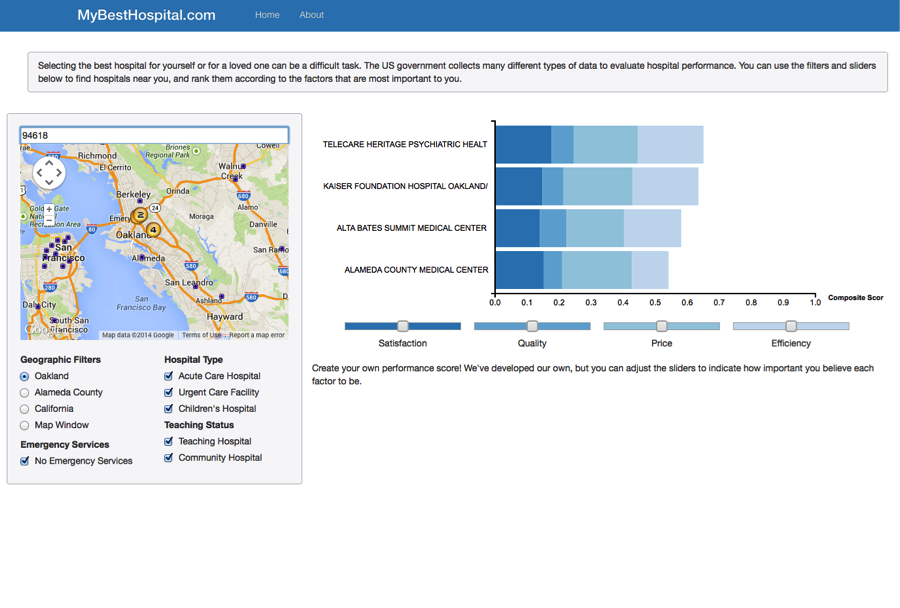 MyBestHospital.com
Home
About
Selecting the best hospital for yourself or for a loved one can be a difficult task. The US government collects many different types of data to evaluate hospital performance. You can use the filters and sliders
below to find hospitals near you, and rank them according to the factors that are most important to you.
94618
Richmond
Briones
Regional Park
El Cerrito
Walnut
Creek
Berkeley
Orinda
680
Alamo
24
2
Emery
Moraga
Danville
80
4
Oakland
San
Francisco
Alameda
San Ram
580
680
280
San Leandro
Ashland
580
Daly City
San
Francisco Bay
Hayward
South San
Francisco
Map data ©2014 Google
Terms of Use
Report a map error
Geographic Filters
Oakland
Alameda County
California
Map Window
Emergency Services
No Emergency Services
Hospital Type
Acute Care Hospital
Urgent Care Facility
Children's Hospital
Teaching Status
Teaching Hospital
Community Hospital
TELECARE HERITAGE PSYCHIATRIC HEALT
KAISER FOUNDATION HOSPITAL OAKLAND/
ALTA BATES SUMMIT MEDICAL CENTER
ALAMEDA COUNTY MEDICAL CENTER
0.0 0.1 0.2 0.3 0.4 0.5 0.6 0.7 0.8 0.9 1.0
Composite Scor
Satisfaction
Quality
Price
Efficiency
Create your own performance score! We've developed our own, but you can adjust the sliders to indicate how important you believe each
factor to be.